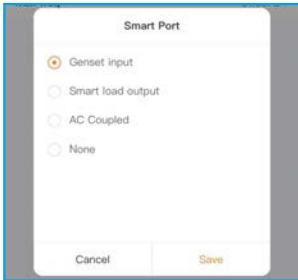 Smart Port
Genset input
Smart load output
AC Coupled
None
Cancel Save